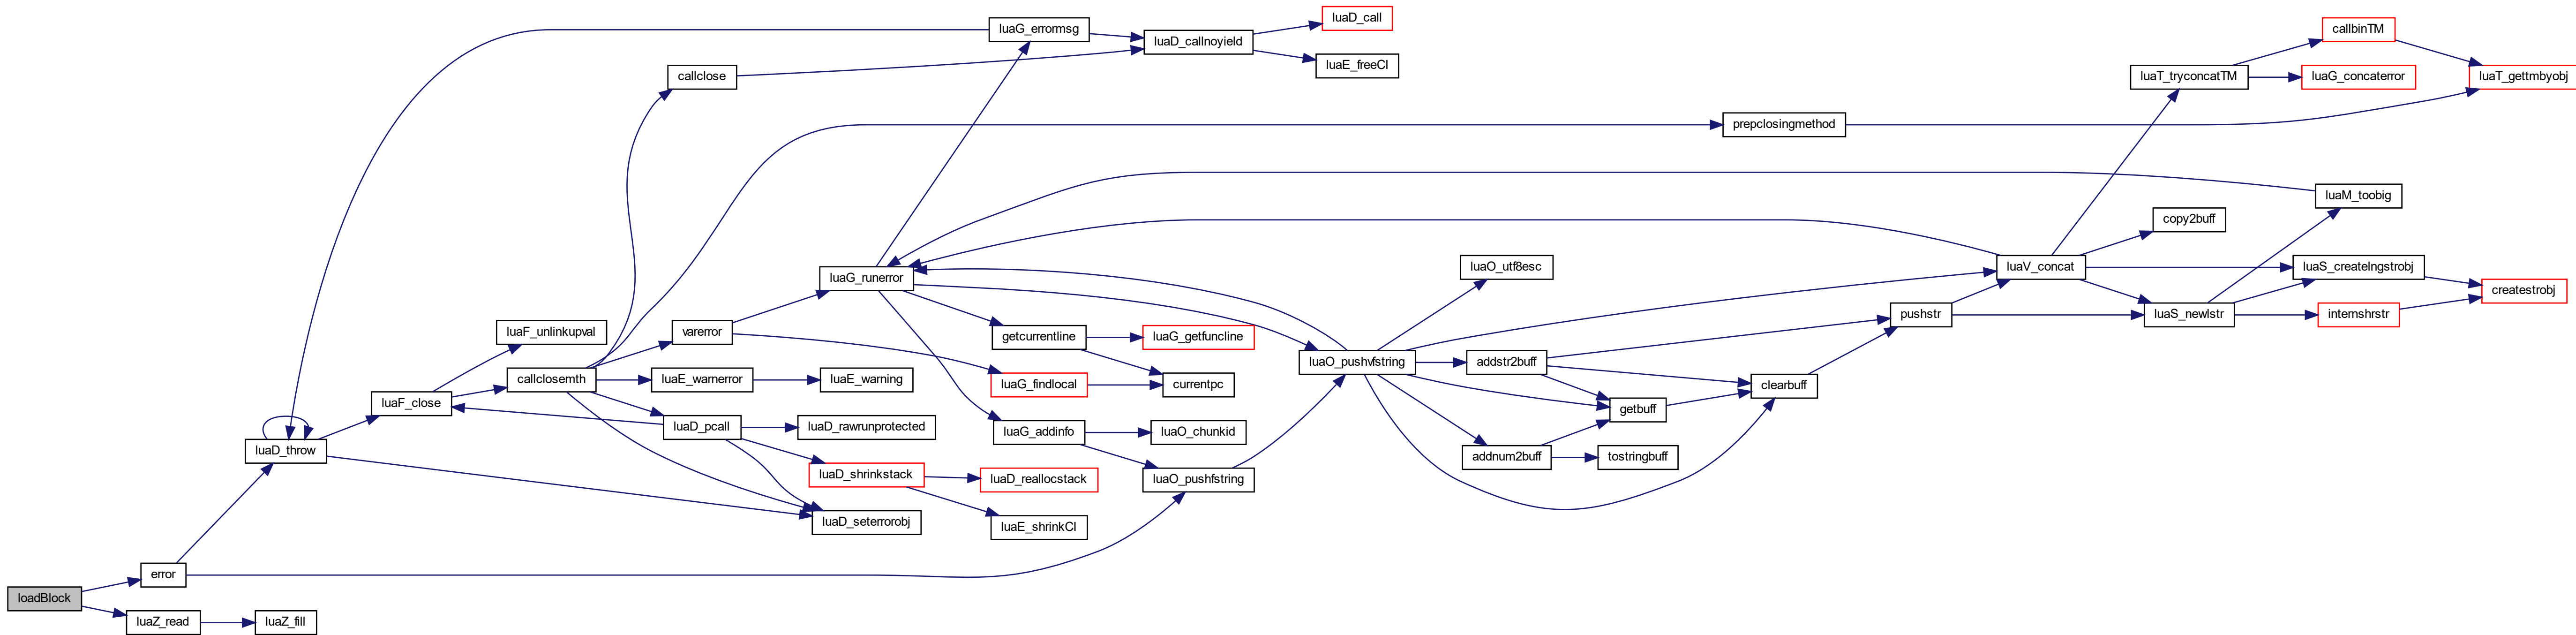 loadBlock
error
luaZ_read
luaZ_fill
luaD_throw
luaF_close
luaF_unlinkupval
callclosemth
callclose
varerror
luaE_warnerror
luaE_warning
luaD_pcall
luaD_rawrunprotected
luaD_shrinkstack
luaD_seterrorobj
luaD_reallocstack
luaE_shrinkCI
luaG_runerror
luaG_errormsg
luaD_callnoyield
luaD_call
luaE_freeCI
getcurrentline
luaG_getfuncline
luaG_findlocal
currentpc
luaG_addinfo
luaO_chunkid
luaO_pushfstring
luaO_pushvfstring
luaO_utf8esc
addstr2buff
getbuff
addnum2buff
tostringbuff
clearbuff
pushstr
prepclosingmethod
luaV_concat
luaT_tryconcatTM
callbinTM
luaG_concaterror
luaT_gettmbyobj
luaM_toobig
copy2buff
luaS_createlngstrobj
luaS_newlstr
internshrstr
createstrobj